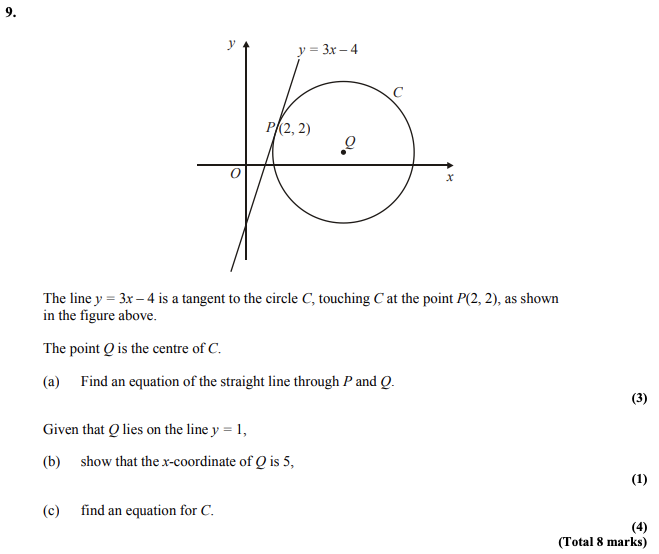 9.
y
y = 3x – 4
C
P(2, 2)
Q
O
x
The line y = 3x – 4 is a tangent to the circle C, touching C at the point P(2, 2), as shown
in the figure above.
The point Q is the centre of C.
(a) Find an equation of the straight line through P and Q.
(3)
Given that Q lies on the line y = 1,
(b) show that the x-coordinate of Q is 5,
(1)
(c) find an equation for C.
(4)
(Total 8 marks)